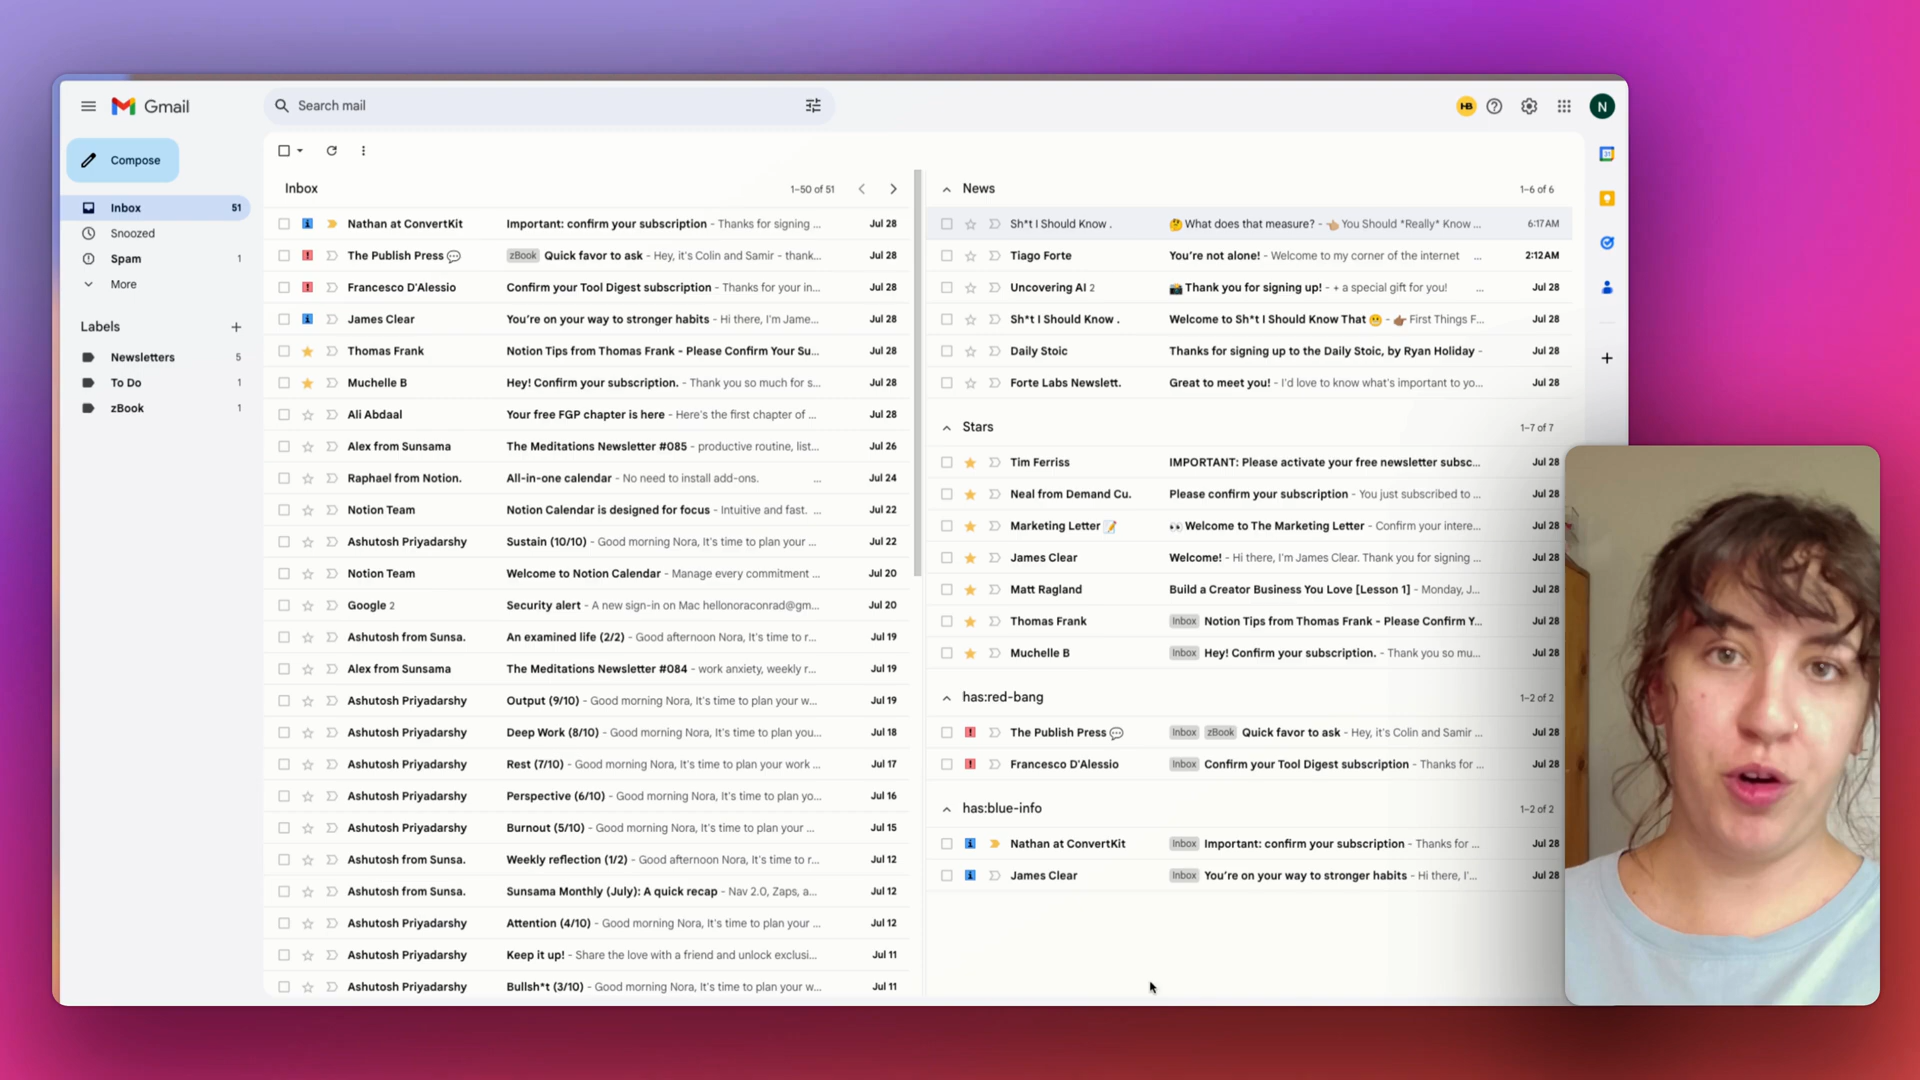 Gmail
Search mail
HB
N
Compose
Inbox 51
Snoozed
Spam 1
More
Labels
Newsletters 5
To Do 1
zBook 1
Inbox 1–50 of 51
Nathan at ConvertKit Important: confirm your subscription - Thanks for signing ... Jul 28
The Publish Press 💬 zBook Quick favor to ask - Hey, it's Colin and Samir - thank... Jul 28
Francesco D'Alessio Confirm your Tool Digest subscription - Thanks for your in... Jul 28
James Clear You're on your way to stronger habits - Hi there, I'm Jame... Jul 28
Thomas Frank Notion Tips from Thomas Frank - Please Confirm Your Su... Jul 28
Muchelle B Hey! Confirm your subscription. - Thank you so much for s... Jul 28
Ali Abdaal Your free FGP chapter is here - Here's the first chapter of ... Jul 28
Alex from Sunsama The Meditations Newsletter #085 - productive routine, list... Jul 26
Raphael from Notion. All-in-one calendar - No need to install add-ons. ... Jul 24
Notion Team Notion Calendar is designed for focus - Intuitive and fast. ... Jul 22
Ashutosh Priyadarshy Sustain (10/10) - Good morning Nora, It's time to plan your ... Jul 22
Notion Team Welcome to Notion Calendar - Manage every commitment ... Jul 20
Google 2 Security alert - A new sign-in on Mac hellonoraconrad@gm... Jul 20
Ashutosh from Sunsa. An examined life (2/2) - Good afternoon Nora, It's time to r... Jul 19
Alex from Sunsama The Meditations Newsletter #084 - work anxiety, weekly r... Jul 19
Ashutosh Priyadarshy Output (9/10) - Good morning Nora, It's time to plan your w... Jul 19
Ashutosh Priyadarshy Deep Work (8/10) - Good morning Nora, It's time to plan you... Jul 18
Ashutosh Priyadarshy Rest (7/10) - Good morning Nora, It's time to plan your work ... Jul 17
Ashutosh Priyadarshy Perspective (6/10) - Good morning Nora, It's time to plan yo... Jul 16
Ashutosh Priyadarshy Burnout (5/10) - Good morning Nora, It's time to plan your ... Jul 15
Ashutosh from Sunsa. Weekly reflection (1/2) - Good afternoon Nora, It's time to r... Jul 12
Ashutosh from Sunsa. Sunsama Monthly (July): A quick recap - Nav 2.0, Zaps, a... Jul 12
Ashutosh Priyadarshy Attention (4/10) - Good morning Nora, It's time to plan your ... Jul 12
Ashutosh Priyadarshy Keep it up! - Share the love with a friend and unlock exclusi... Jul 11
Ashutosh Priyadarshy Bullsh*t (3/10) - Good morning Nora, It's time to plan your w... Jul 11
News 1–6 of 6
Sh*t I Should Know . 🤔 What does that measure? - 👈🏼 You Should *Really* Know ... 6:17 AM
Tiago Forte You're not alone! - Welcome to my corner of the internet ... 2:12 AM
Uncovering AI 2 📸 Thank you for signing up! - + a special gift for you! ... Jul 28
Sh*t I Should Know . Welcome to Sh*t I Should Know That 😬 - 👉🏾 First Things F... Jul 28
Daily Stoic Thanks for signing up to the Daily Stoic, by Ryan Holiday - Jul 28
Forte Labs Newslett. Great to meet you! - I'd love to know what's important to yo... Jul 28
Stars 1–7 of 7
Tim Ferriss IMPORTANT: Please activate your free newsletter subsc... Jul 28
Neal from Demand Cu. Please confirm your subscription - You just subscribed to ... Jul 28
Marketing Letter 📝 👀 Welcome to The Marketing Letter - Confirm your intere... Jul 28
James Clear Welcome! - Hi there, I'm James Clear. Thank you for signing ... Jul 28
Matt Ragland Build a Creator Business You Love [Lesson 1] - Monday, J... Jul 28
Thomas Frank Inbox Notion Tips from Thomas Frank - Please Confirm Y... Jul 28
Muchelle B Inbox Hey! Confirm your subscription. - Thank you so mu... Jul 28
has:red-bang 1–2 of 2
The Publish Press 💬 Inbox zBook Quick favor to ask - Hey, it's Colin and Samir ... Jul 28
Francesco D'Alessio Inbox Confirm your Tool Digest subscription - Thanks for ... Jul 28
has:blue-info 1–2 of 2
Nathan at ConvertKit Inbox Important: confirm your subscription - Thanks for ... Jul 28
James Clear Inbox You're on your way to stronger habits - Hi there, I'... Jul 28